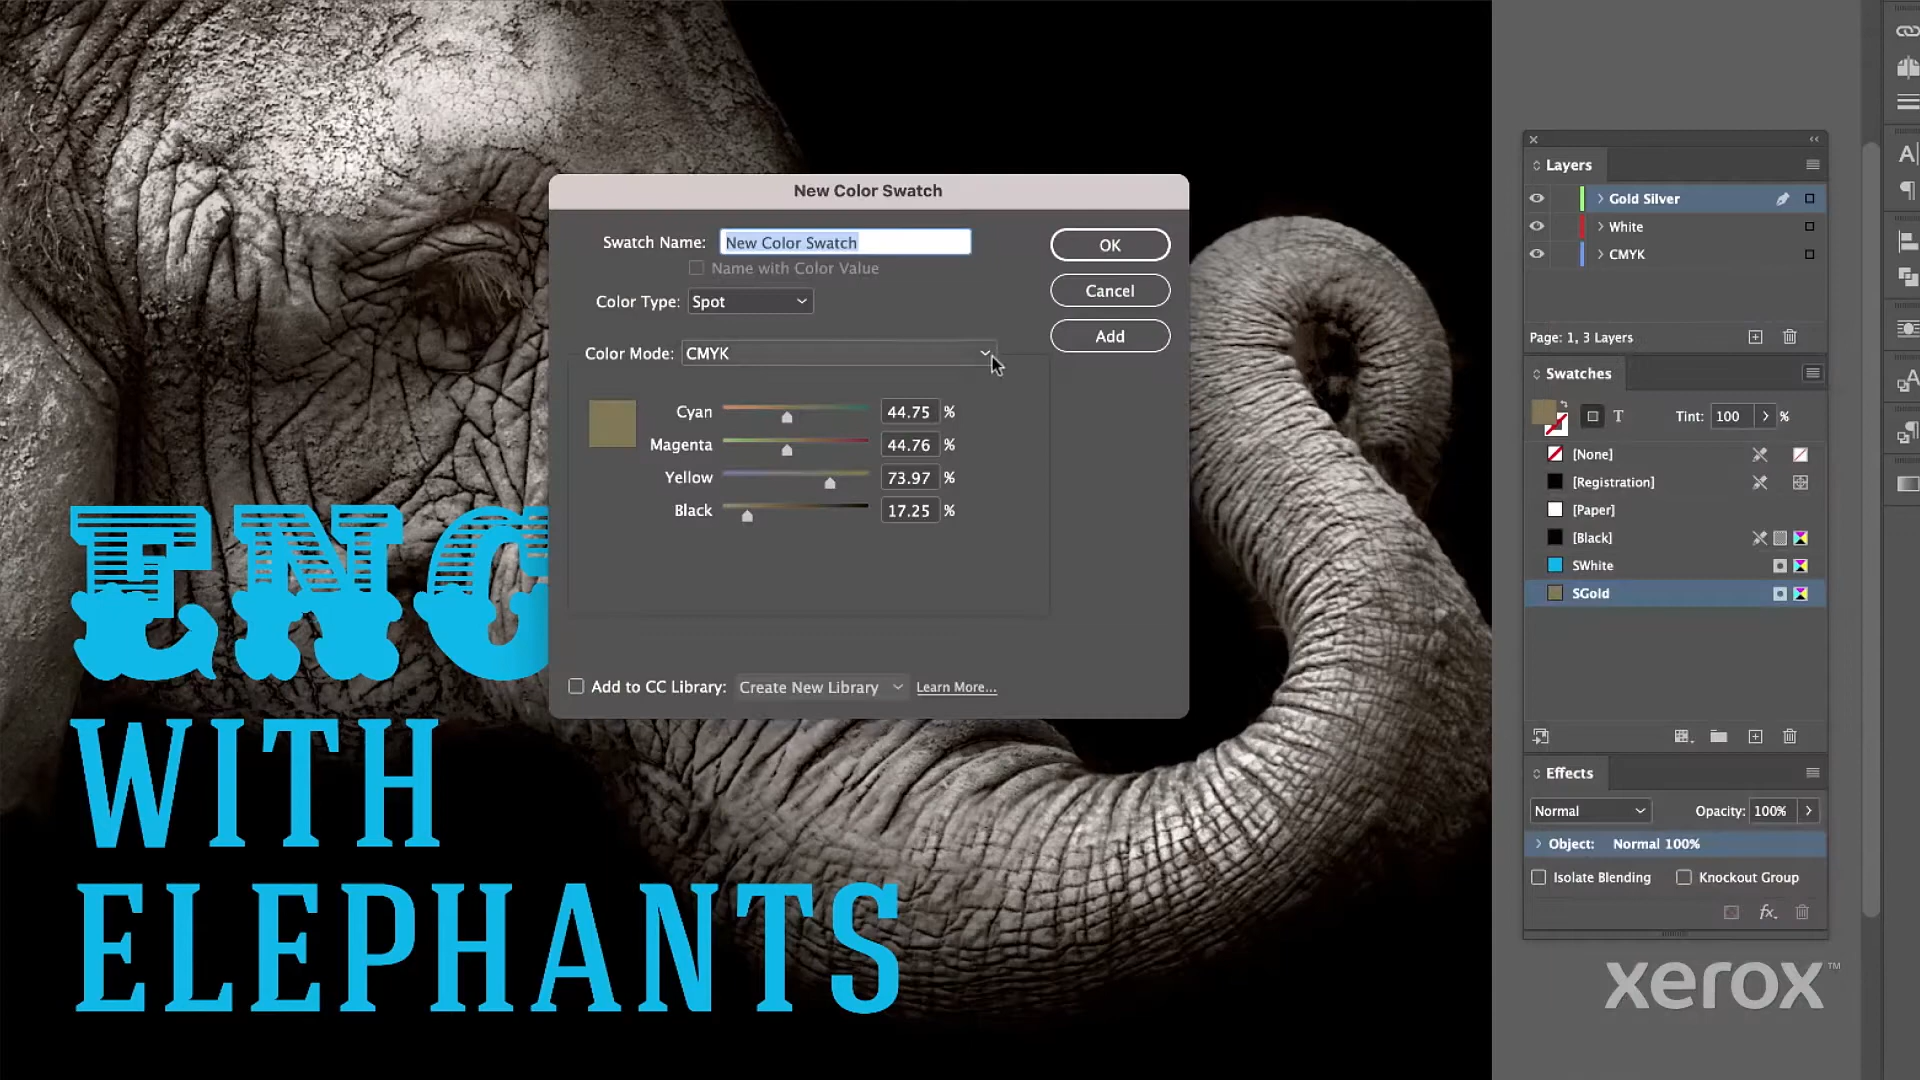 New Color Swatch
Swatch Name: New Color Swatch
Name with Color Value
Color Type: Spot
Color Mode: CMYK
Cyan 44.75 %
Magenta 44.76 %
Yellow 73.97 %
Black 17.25 %
OK
Cancel
Add
Add to CC Library: Create New Library Learn More...
WITH
ELEPHANTS
Layers
Gold Silver
White
CMYK
Page: 1, 3 Layers
Swatches
T Tint: 100 %
[None]
[Registration]
[Paper]
[Black]
SWhite
SGold
Effects
Normal Opacity: 100%
Object: Normal 100%
Isolate Blending Knockout Group
fx.
xerox™